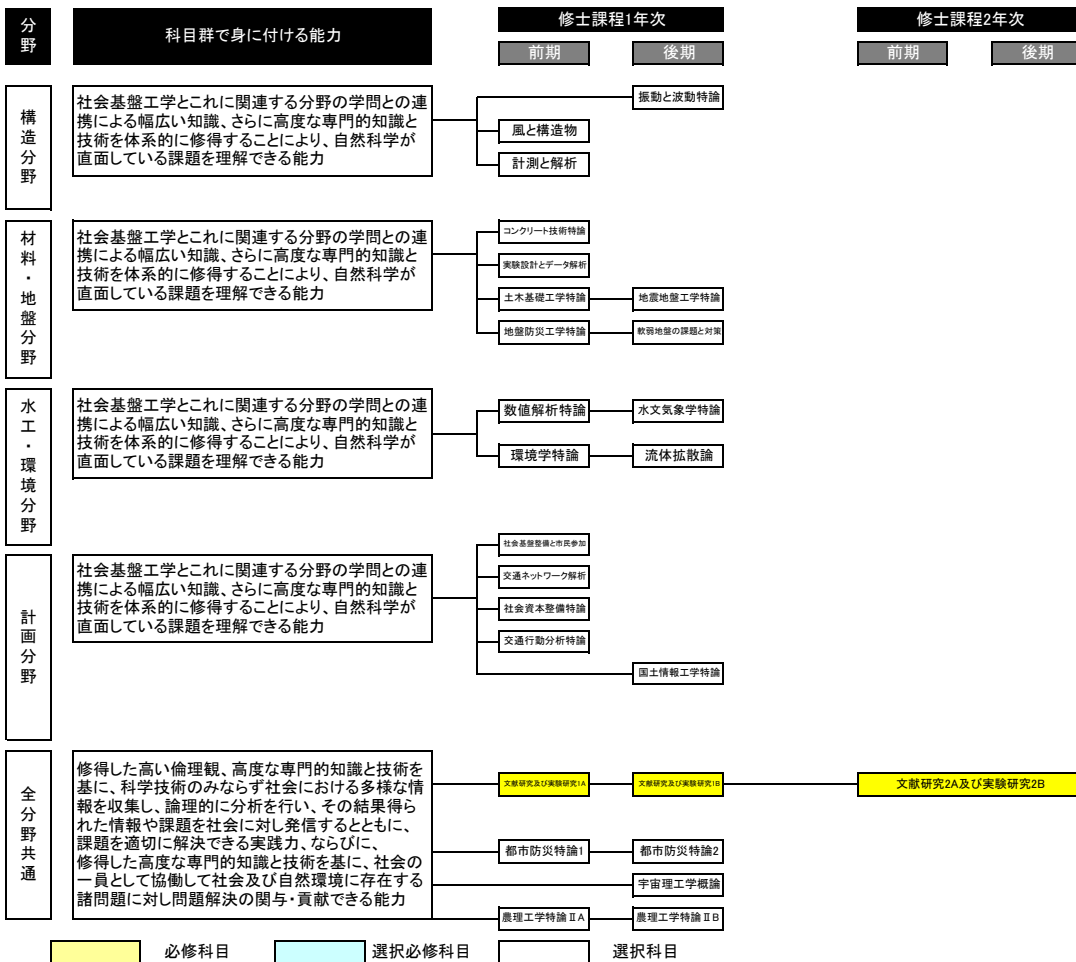 分野
科目群で身に付ける能力
修士課程1年次
修士課程2年次
前期
後期
前期
後期
構造分野
社会基盤工学とこれに関連する分野の学問との連
携による幅広い知識、さらに高度な専門的知識と
技術を体系的に修得することにより、自然科学が
直面している課題を理解できる能力
振動と波動特論
風と構造物
計測と解析
材料・地盤分野
社会基盤工学とこれに関連する分野の学問との連
携による幅広い知識、さらに高度な専門的知識と
技術を体系的に修得することにより、自然科学が
直面している課題を理解できる能力
コンクリート技術特論
実験設計とデータ解析
土木基礎工学特論
地震地盤工学特論
地盤防災工学特論
軟弱地盤の課題と対策
水工・環境分野
社会基盤工学とこれに関連する分野の学問との連
携による幅広い知識、さらに高度な専門的知識と
技術を体系的に修得することにより、自然科学が
直面している課題を理解できる能力
数値解析特論
水文気象学特論
環境学特論
流体拡散論
計画分野
社会基盤工学とこれに関連する分野の学問との連
携による幅広い知識、さらに高度な専門的知識と
技術を体系的に修得することにより、自然科学が
直面している課題を理解できる能力
社会基盤整備と市民参加
交通ネットワーク解析
社会資本整備特論
交通行動分析特論
国土情報工学特論
全分野共通
修得した高い倫理観、高度な専門的知識と技術を
基に、科学技術のみならず社会における多様な情
報を収集し、論理的に分析を行い、その結果得ら
れた情報や課題を社会に対し発信するとともに、
課題を適切に解決できる実践力、ならびに、
修得した高度な専門的知識と技術を基に、社会の
一員として協働して社会及び自然環境に存在する
諸問題に対し問題解決の関与・貢献できる能力
文献研究及び実験研究1A
文献研究及び実験研究1B
文献研究2A及び実験研究2B
都市防災特論1
都市防災特論2
宇宙理工学概論
農理工学特論ⅡA
農理工学特論ⅡB
必修科目
選択必修科目
選択科目